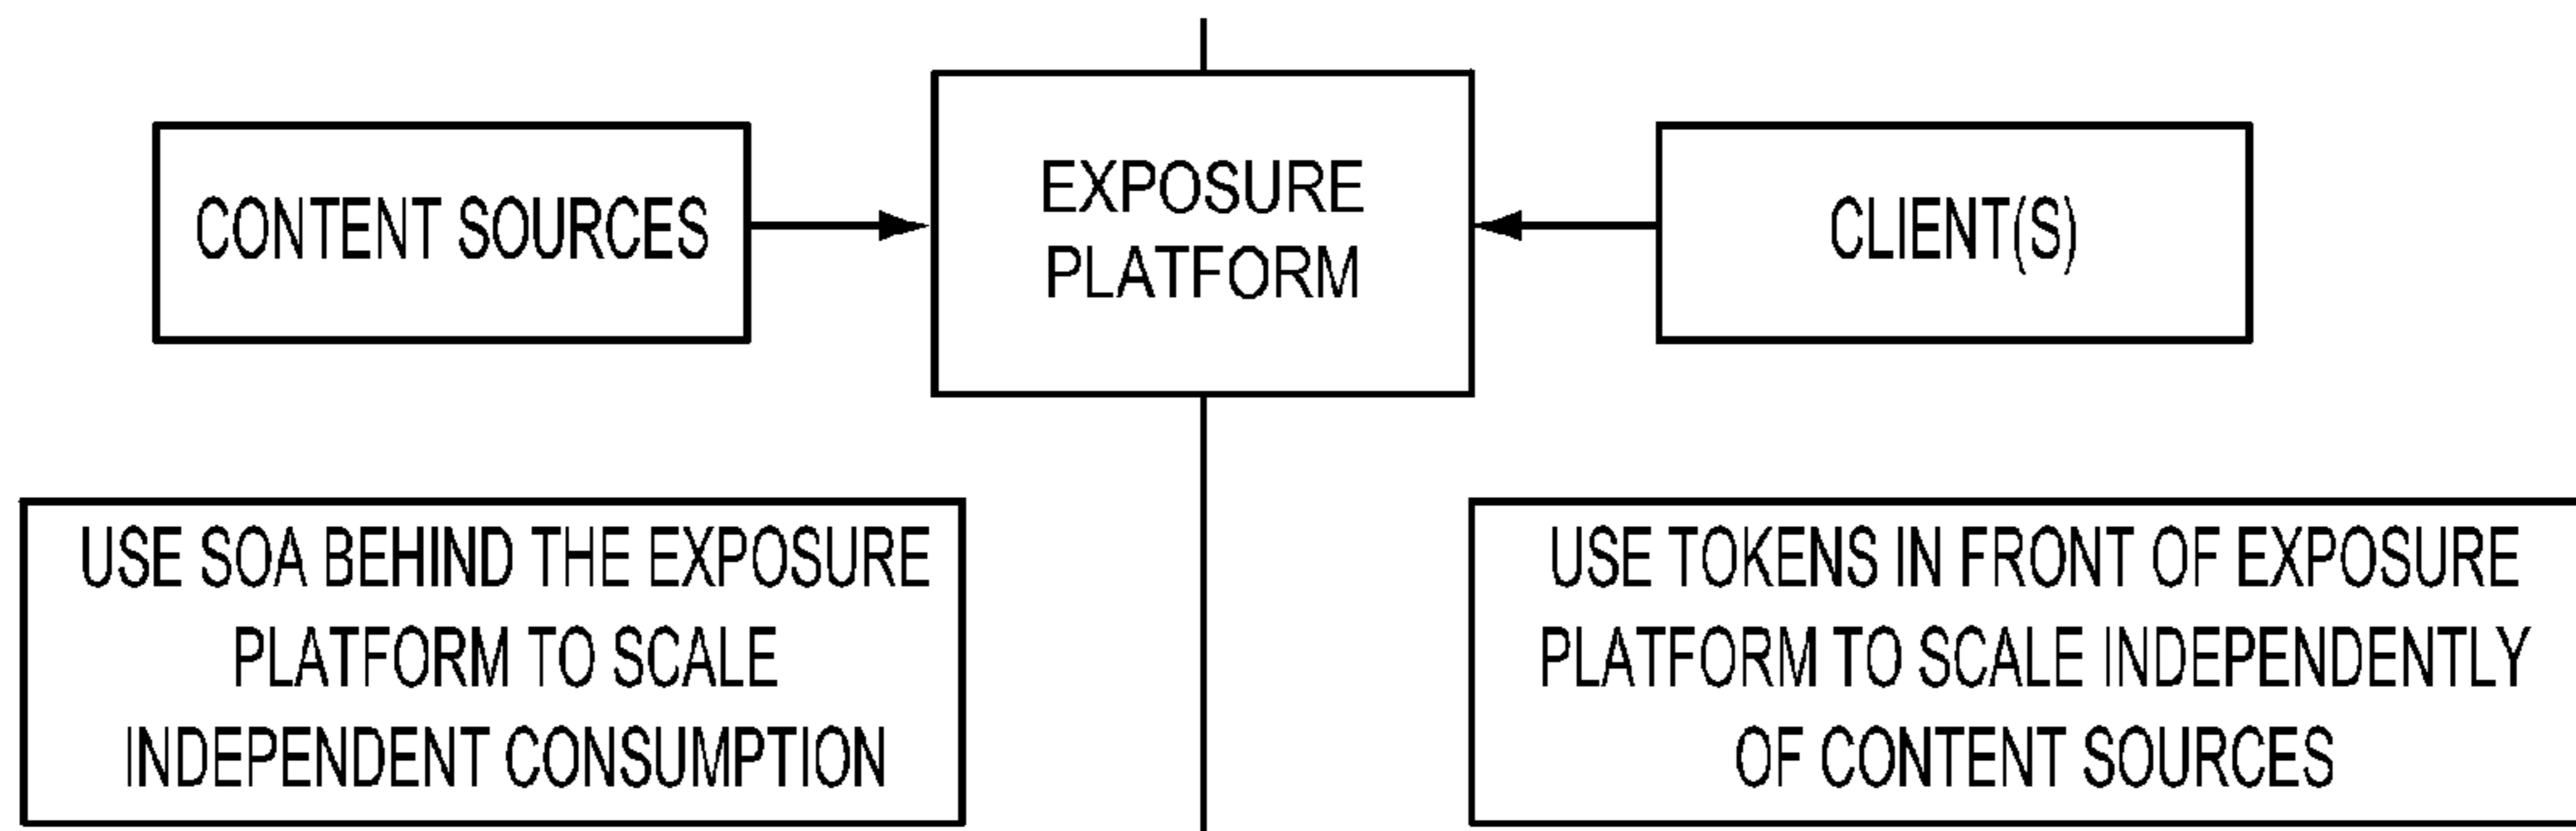 CONTENT SOURCES
EXPOSURE
PLATFORM
CLIENT(S)
USE SOA BEHIND THE EXPOSURE
PLATFORM TO SCALE
INDEPENDENT CONSUMPTION
USE TOKENS IN FRONT OF EXPOSURE
PLATFORM TO SCALE INDEPENDENTLY
OF CONTENT SOURCES